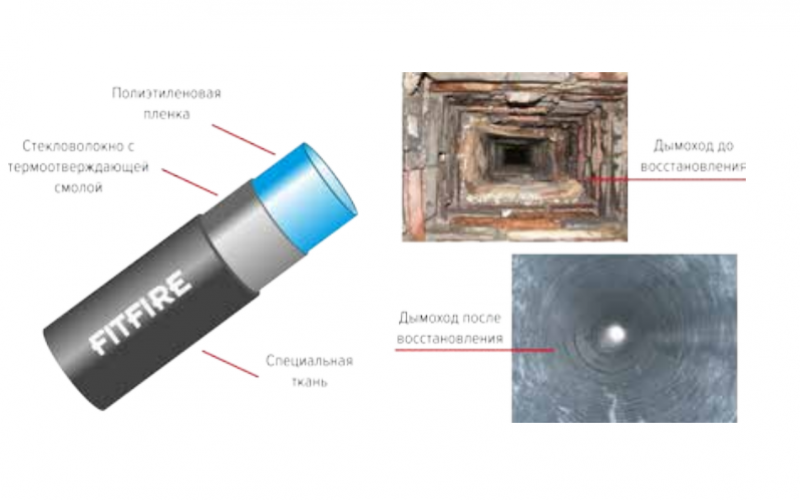 Полиэтиленовая
пленка
Стекловолокно с
термоотверждающей
смолой
FITFIRE
Специальная
ткань
Дымоход до
восстановления
Дымоход после
восстановления